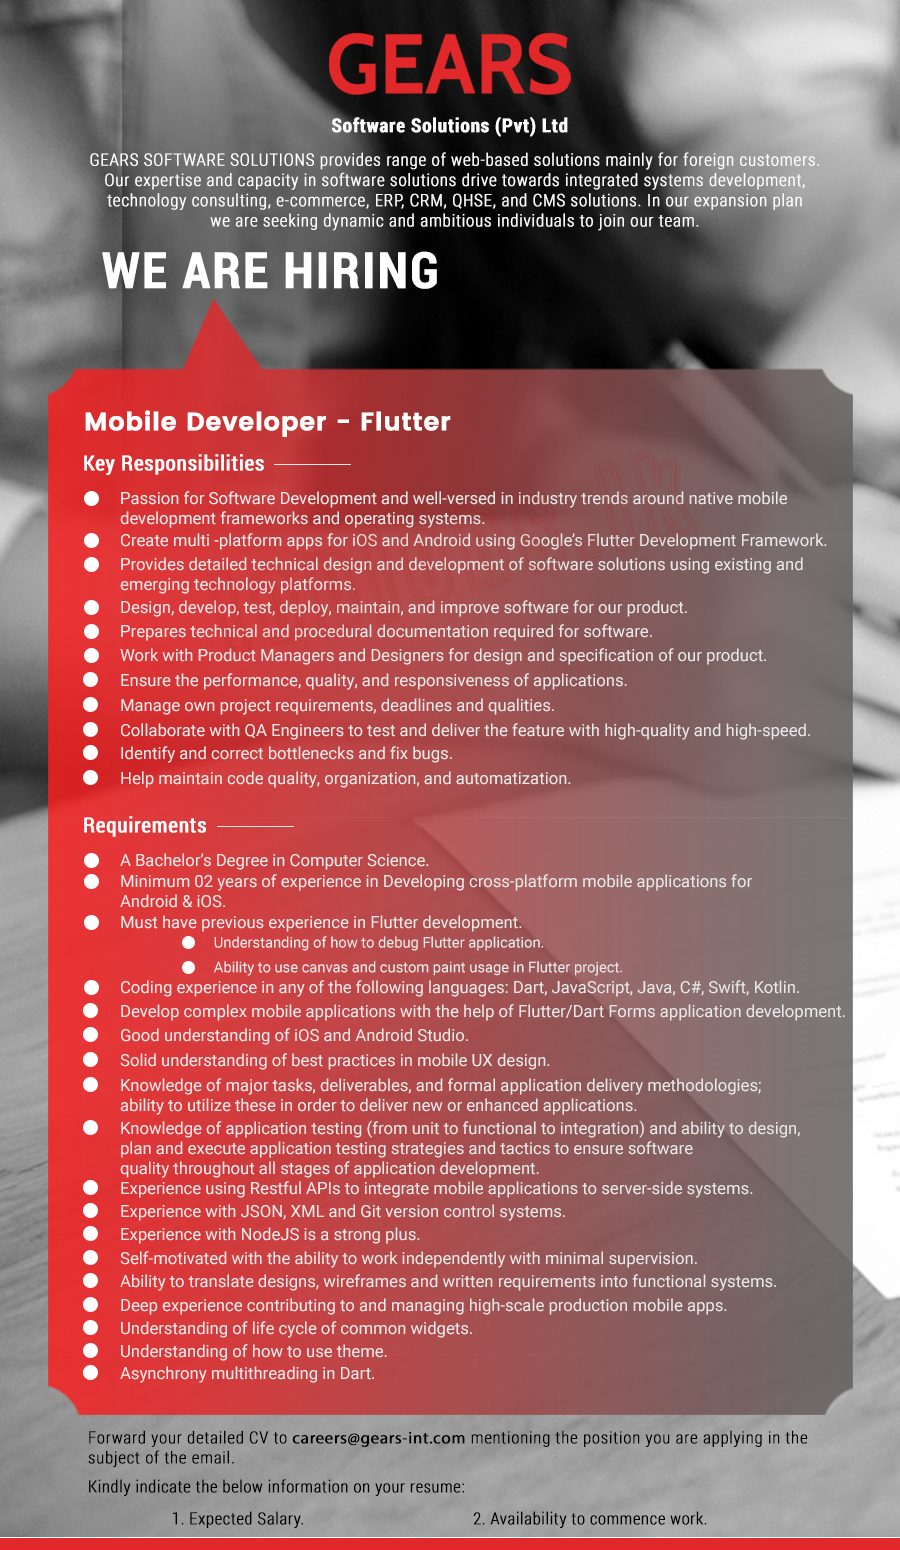 GEARS
Software Solutions (Pvt) Ltd
GEARS SOFTWARE SOLUTIONS provides range of web-based solutions mainly for foreign customers.
Our expertise and capacity in software solutions drive towards integrated systems development,
technology consulting, e-commerce, ERP, CRM, QHSE, and CMS solutions. In our expansion plan
we are seeking dynamic and ambitious individuals to join our team.
WE ARE HIRING
Mobile Developer - Flutter
Key Responsibilities
Passion for Software Development and well-versed in industry trends around native mobile
development frameworks and operating systems.
Create multi -platform apps for iOS and Android using Google's Flutter Development Framework.
Provides detailed technical design and development of software solutions using existing and
emerging technology platforms.
Design, develop, test, deploy, maintain, and improve software for our product.
Prepares technical and procedural documentation required for software.
Work with Product Managers and Designers for design and specification of our product.
Ensure the performance, quality, and responsiveness of applications.
Manage own project requirements, deadlines and qualities.
Collaborate with QA Engineers to test and deliver the feature with high-quality and high-speed.
Identify and correct bottlenecks and fix bugs.
Help maintain code quality, organization, and automatization.
Requirements
A Bachelor's Degree in Computer Science.
Minimum 02 years of experience in Developing cross-platform mobile applications for
Android & iOS.
Must have previous experience in Flutter development.
Understanding of how to debug Flutter application.
Ability to use canvas and custom paint usage in Flutter project.
Coding experience in any of the following languages: Dart, JavaScript, Java, C#, Swift, Kotlin.
Develop complex mobile applications with the help of Flutter/Dart Forms application development.
Good understanding of iOS and Android Studio.
Solid understanding of best practices in mobile UX design.
Knowledge of major tasks, deliverables, and formal application delivery methodologies;
ability to utilize these in order to deliver new or enhanced applications.
Knowledge of application testing (from unit to functional to integration) and ability to design,
plan and execute application testing strategies and tactics to ensure software
quality throughout all stages of application development.
Experience using Restful APIs to integrate mobile applications to server-side systems.
Experience with JSON, XML and Git version control systems.
Experience with NodeJS is a strong plus.
Self-motivated with the ability to work independently with minimal supervision.
Ability to translate designs, wireframes and written requirements into functional systems.
Deep experience contributing to and managing high-scale production mobile apps.
Understanding of life cycle of common widgets.
Understanding of how to use theme.
Asynchrony multithreading in Dart.
Forward your detailed CV to careers@gears-int.com mentioning the position you are applying in the
subject of the email.
Kindly indicate the below information on your resume:
1. Expected Salary. 2. Availability to commence work.